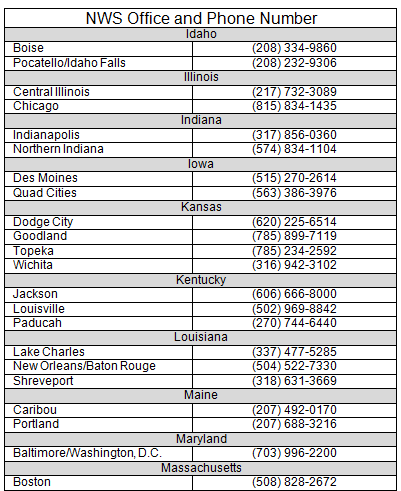 NWS Office and Phone Number
Idaho
Boise (208) 334-9860
Pocatello/Idaho Falls (208) 232-9306
Illinois
Central Illinois (217) 732-3089
Chicago (815) 834-1435
Indiana
Indianapolis (317) 856-0360
Northern Indiana (574) 834-1104
Iowa
Des Moines (515) 270-2614
Quad Cities (563) 386-3976
Kansas
Dodge City (620) 225-6514
Goodland (785) 899-7119
Topeka (785) 234-2592
Wichita (316) 942-3102
Kentucky
Jackson (606) 666-8000
Louisville (502) 969-8842
Paducah (270) 744-6440
Louisiana
Lake Charles (337) 477-5285
New Orleans/Baton Rouge (504) 522-7330
Shreveport (318) 631-3669
Maine
Caribou (207) 492-0170
Portland (207) 688-3216
Maryland
Baltimore/Washington, D.C. (703) 996-2200
Massachusetts
Boston (508) 828-2672